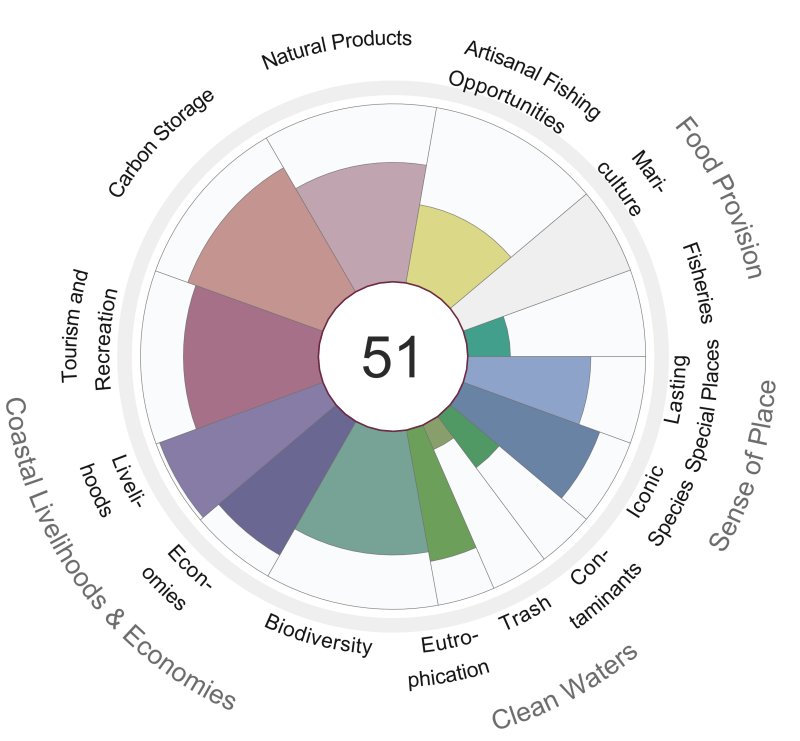 Natural Products
Artisanal Fishing
Opportunities
Mari-
culture
Food Provision
Fisheries
Lasting
Special Places
Sense of Place
Iconic
Species
Con-
taminants
Trash
Clean Waters
Eutro-
phication
Biodiversity
Econ-
omies
Coastal Livelihoods & Economies
Liveli-
hoods
Tourism and
Recreation
Carbon Storage
51